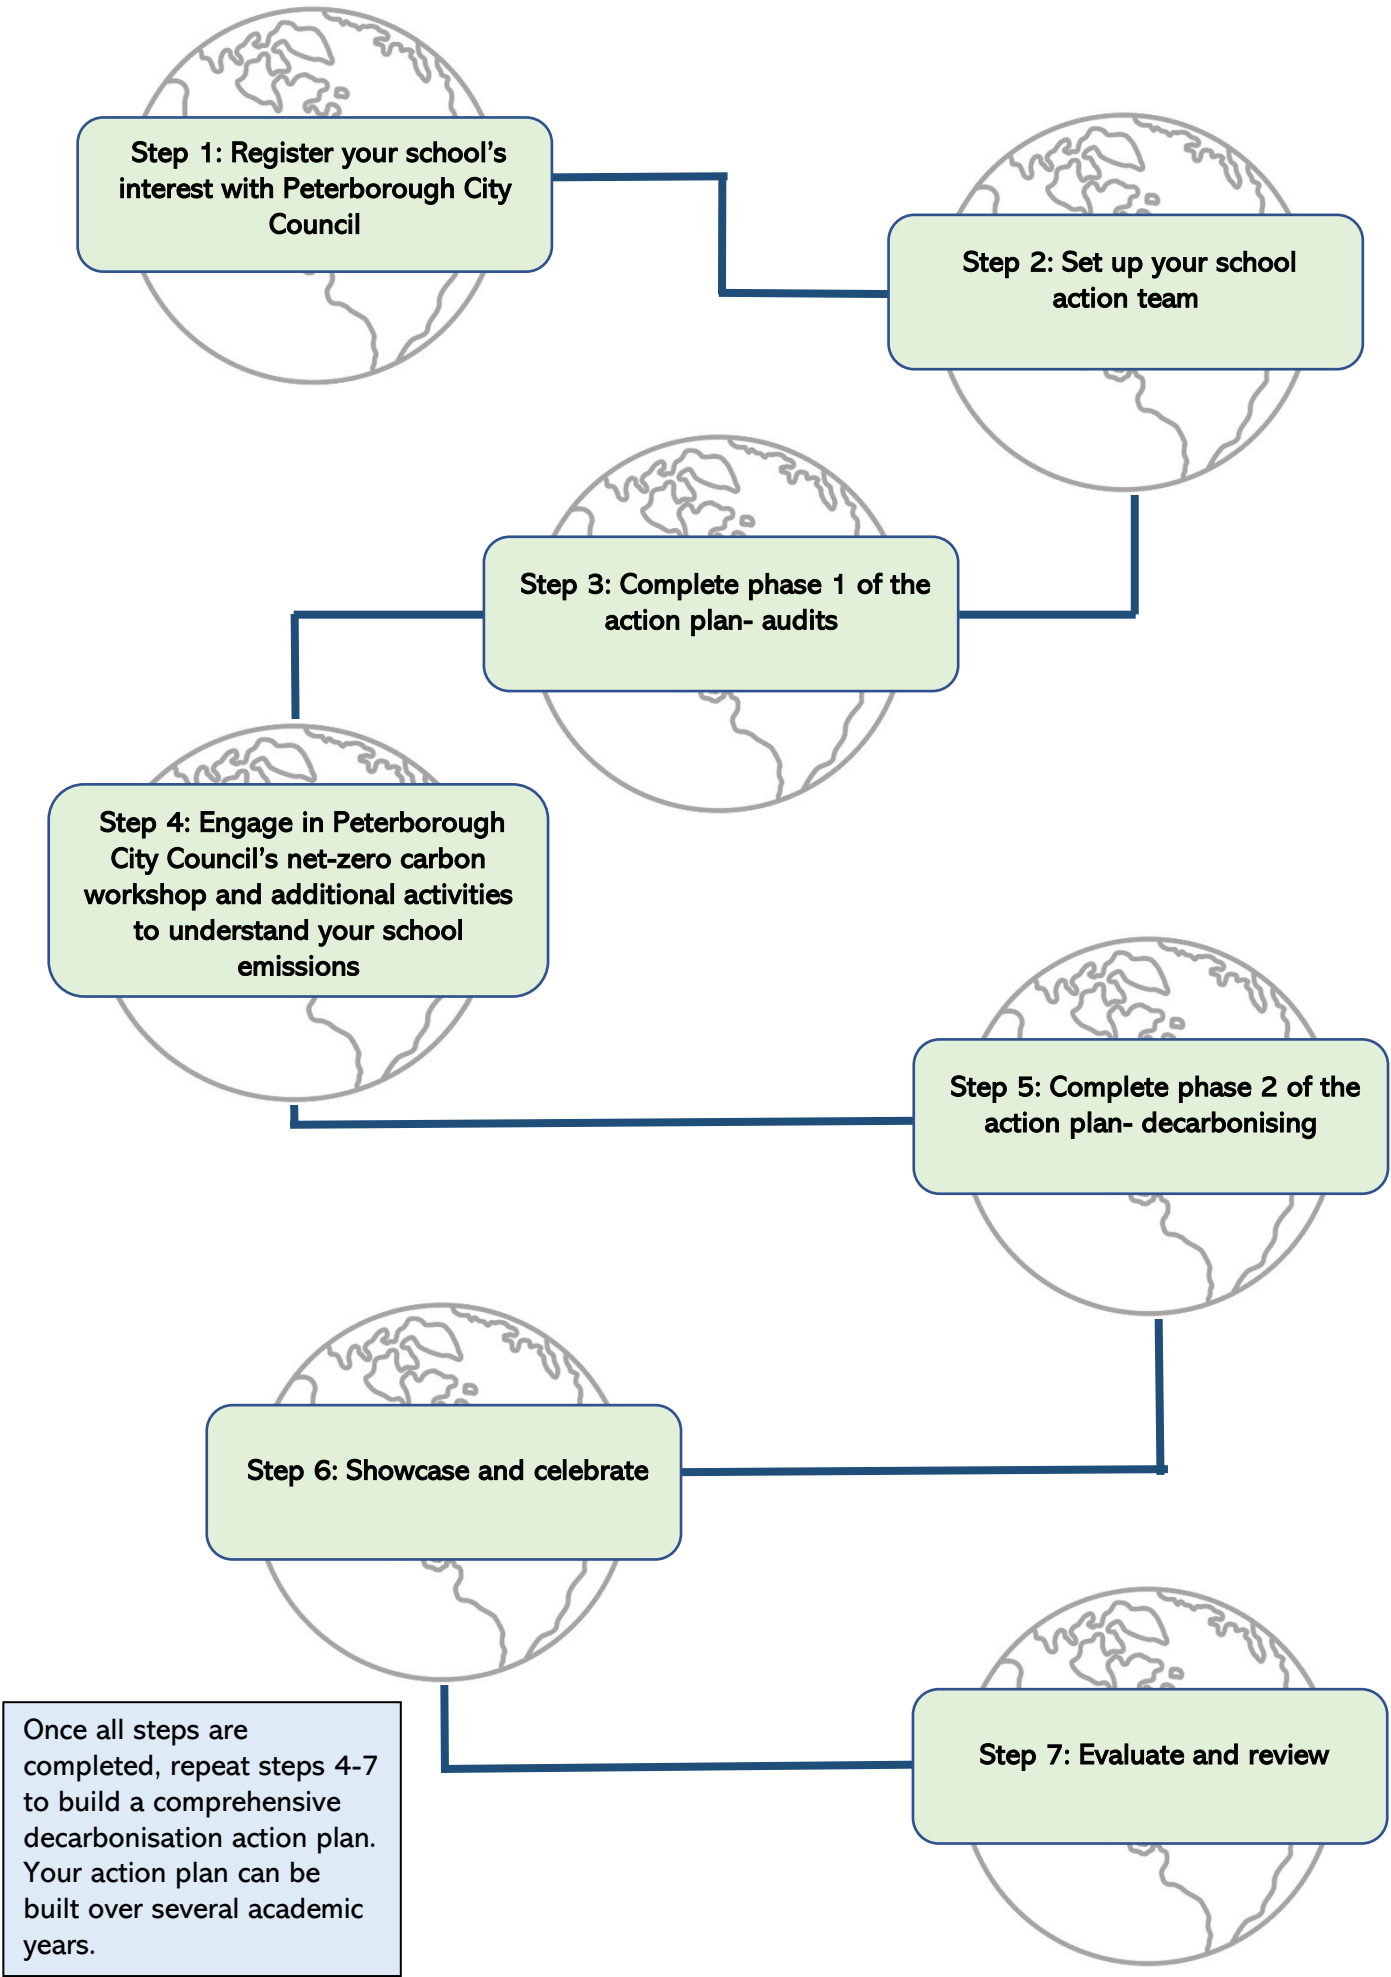 Step 1: Register your school's
interest with Peterborough City
Council
Step 2: Set up your school
action team
Step 3: Complete phase 1 of the
action plan- audits
Step 4: Engage in Peterborough
City Council's net-zero carbon
workshop and additional activities
to understand your school
emissions
Step 5: Complete phase 2 of the
action plan- decarbonising
Step 6: Showcase and celebrate
Step 7: Evaluate and review
Once all steps are
completed, repeat steps 4-7
to build a comprehensive
decarbonisation action plan.
Your action plan can be
built over several academic
years.